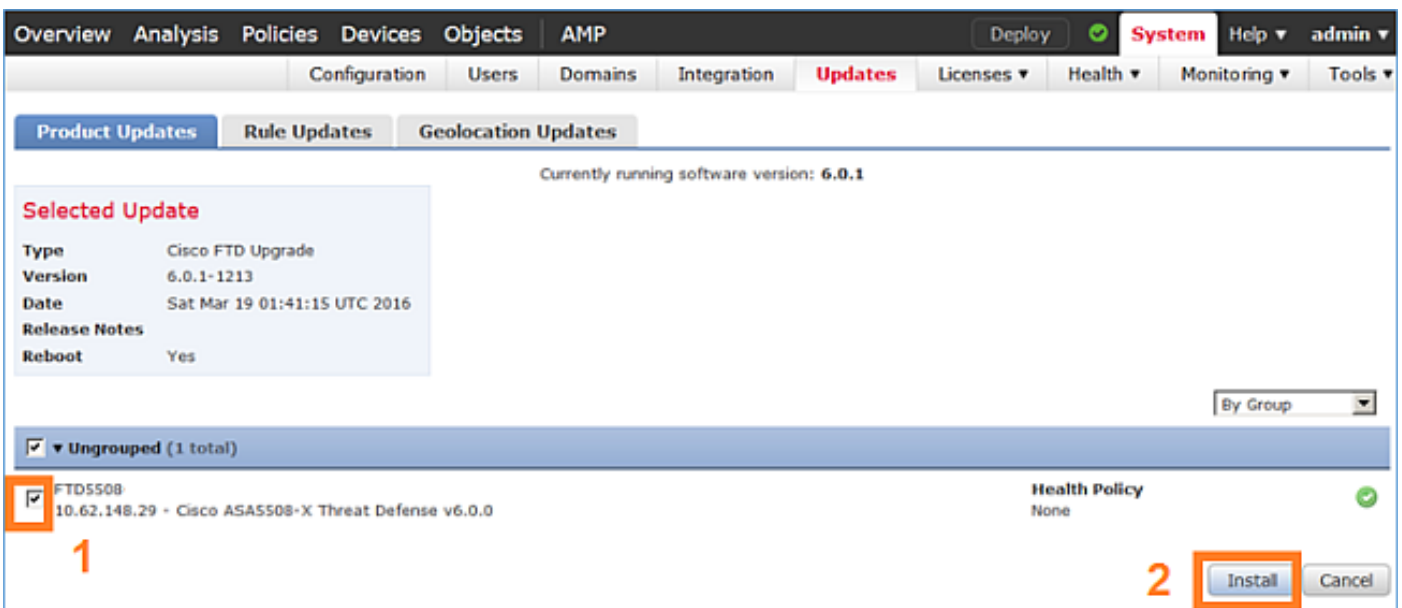 Overview Analysis Policies Devices Objects AMP Deploy System Help ▾ admin ▾
Configuration Users Domains Integration Updates Licenses ▾ Health ▾ Monitoring ▾ Tools ▾
Product Updates Rule Updates Geolocation Updates
Currently running software version: 6.0.1
Selected Update
Type Cisco FTD Upgrade
Version 6.0.1-1213
Date Sat Mar 19 01:41:15 UTC 2016
Release Notes
Reboot Yes
By Group
▾ Ungrouped (1 total)
FTD5508 Health Policy
10.62.148.29 - Cisco ASA5508-X Threat Defense v6.0.0 None
1
2 Install Cancel